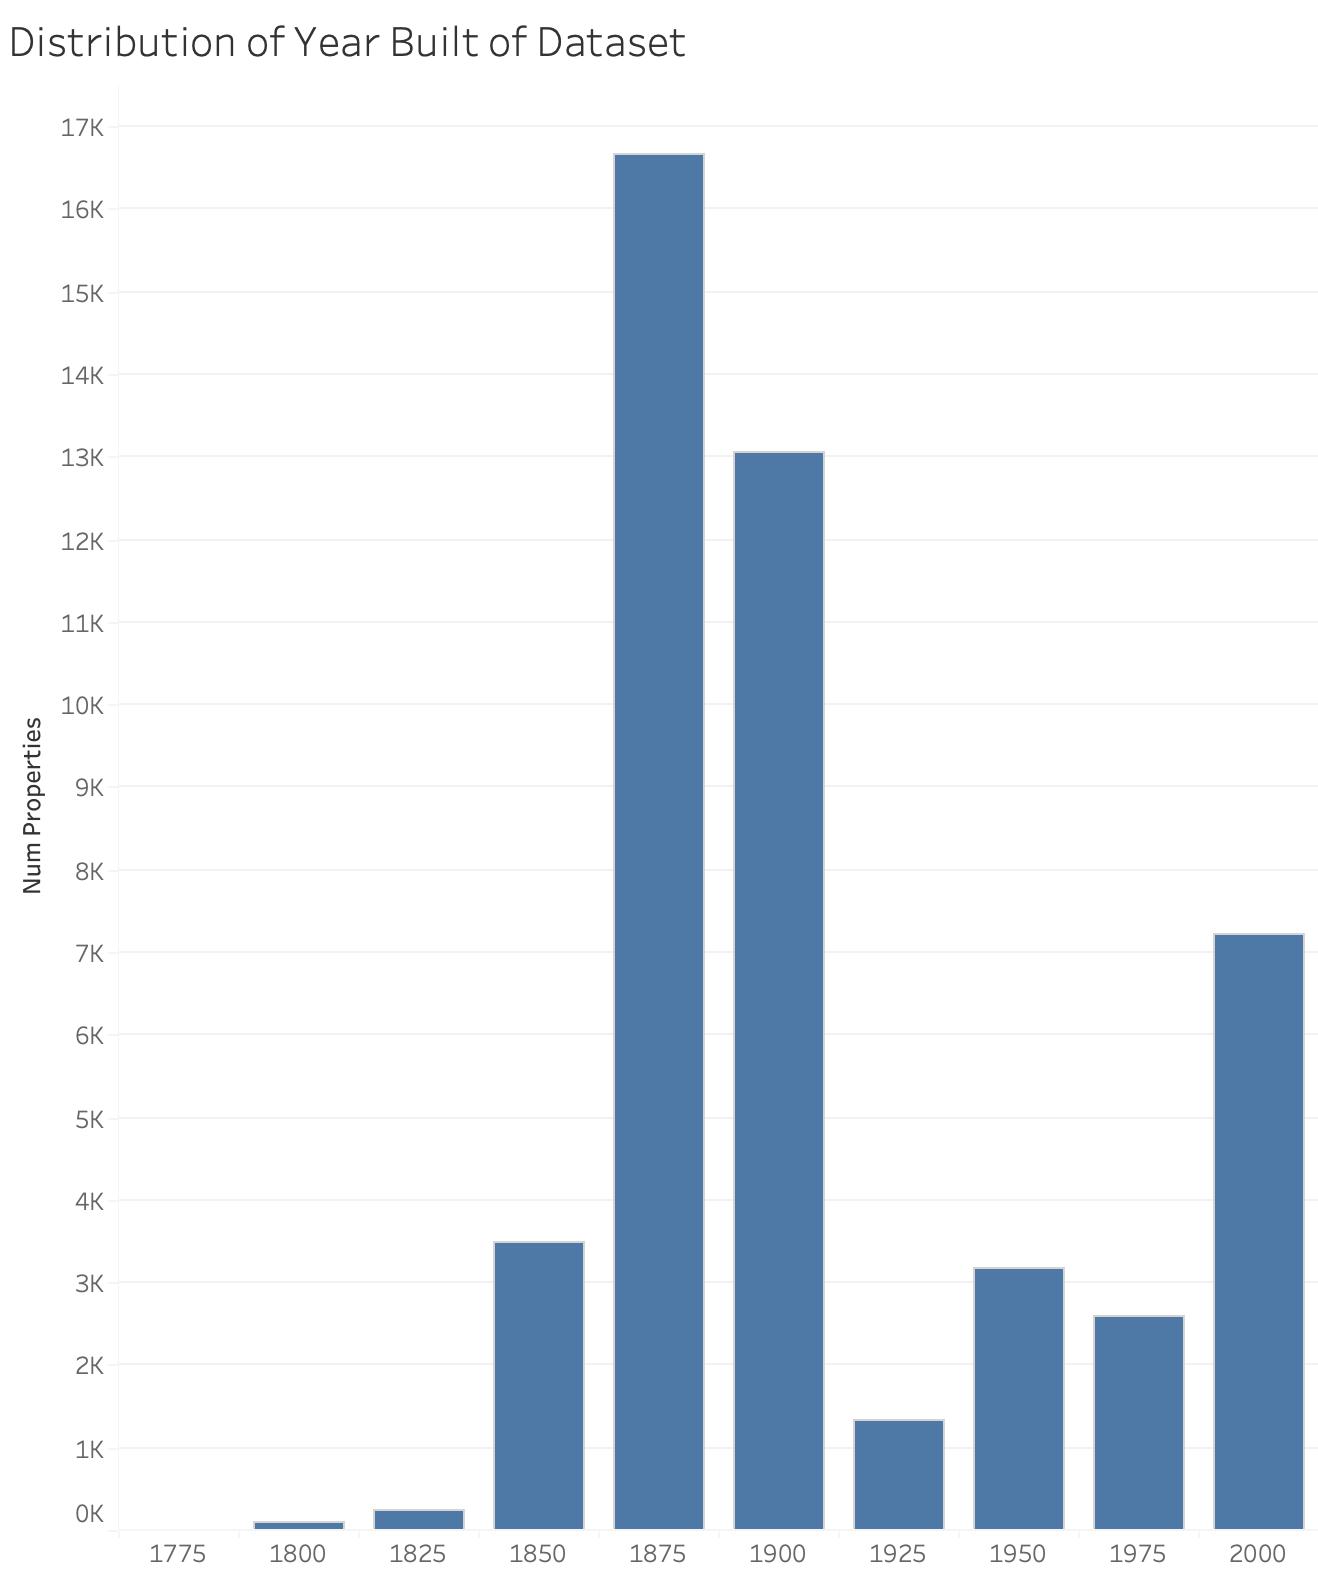 Distribution of Year Built of Dataset
17K
16K
15K
14K
13K
12K
11K
10K
9K
8K
7K
6K
5K
4K
3K
2K
1K
0K
Num Properties
1775 1800 1825 1850 1875 1900 1925 1950 1975 2000